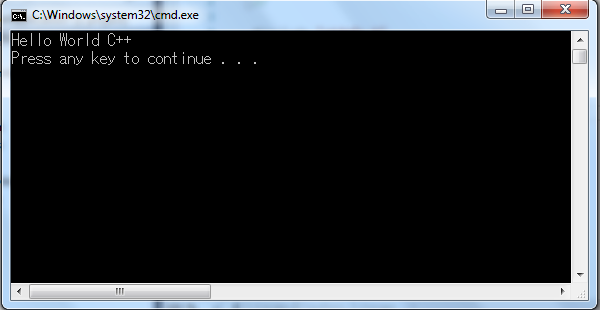 C:\Windows\system32\cmd.exe
Hello World C++
Press any key to continue . . .